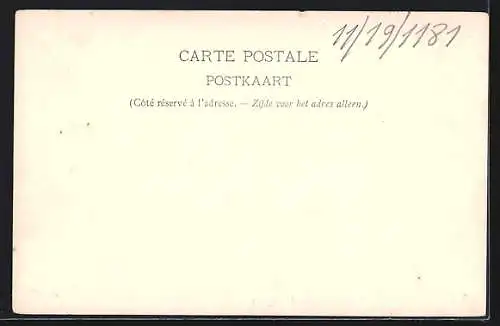 11/19/1181
CARTE POSTALE
POSTKAART
(Côté réservé à l'adresse. — Zijde voor het adres alleen.)